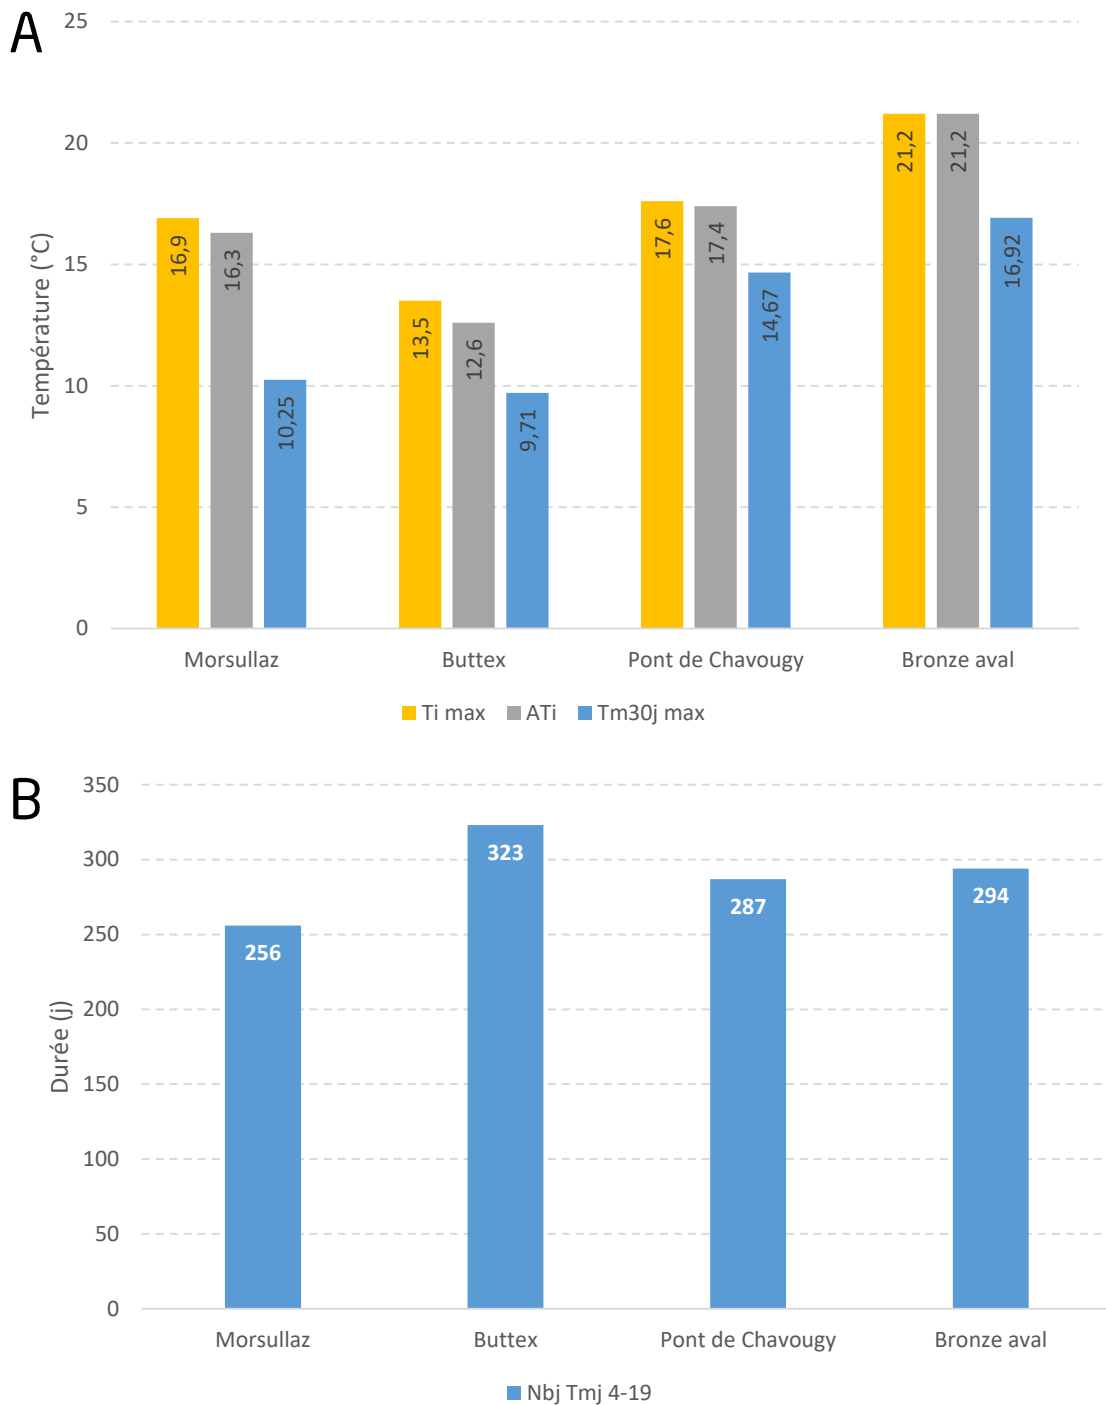 A
Température (°C)
25
20
15
10
5
0
16,9
16,3
10,25
13,5
12,6
9,71
17,6
17,4
14,67
21,2
21,2
16,92
Morsullaz
Buttex
Pont de Chavougy
Bronze aval
Ti max
ATi
Tm30j max
B
Durée (j)
350
300
250
200
150
100
50
0
256
323
287
294
Morsullaz
Buttex
Pont de Chavougy
Bronze aval
Nbj Tmj 4-19